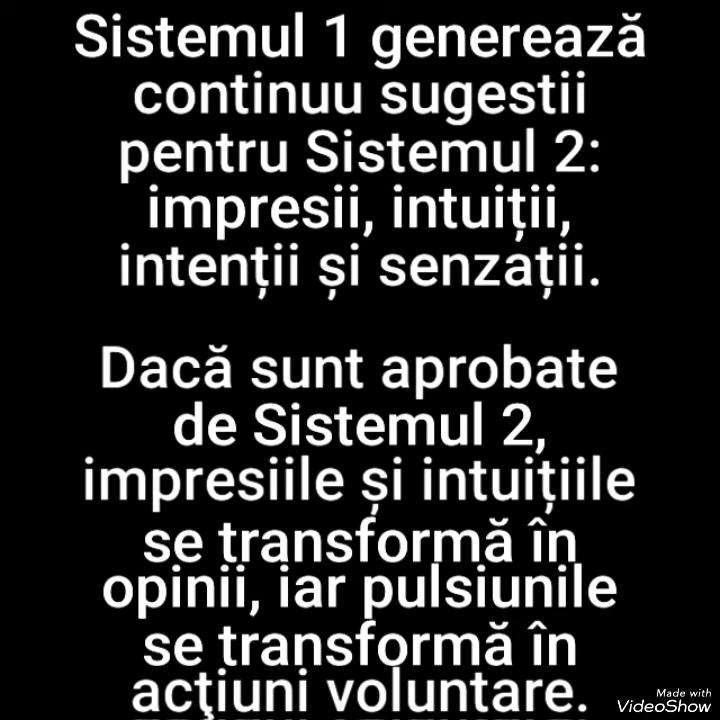 Sistemul 1 generează
continuu sugestii
pentru Sistemul 2:
impresii, intuiții,
intenții și senzații.
Dacă sunt aprobate
de Sistemul 2,
impresiile și intuițiile
se transformă în
opinii, iar pulsiunile
se transformă în
acţiuni voluntare.
Made with
VideoShow